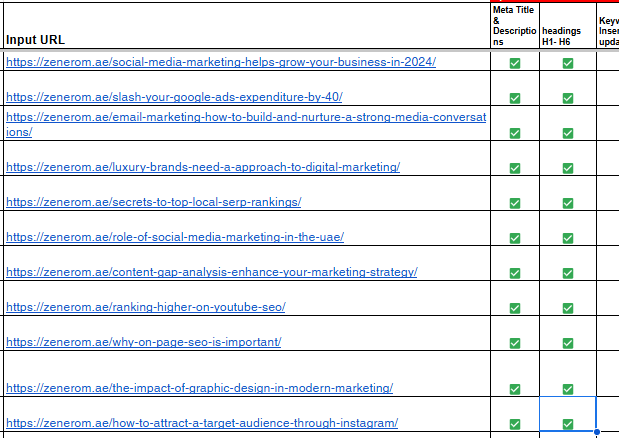 Meta Title
&
Descriptio
ns
headings
H1- H6
Input URL
https://zenerom.ae/social-media-marketing-helps-grow-your-business-in-2024/
https://zenerom.ae/slash-your-google-ads-expenditure-by-40/
https://zenerom.ae/email-marketing-how-to-build-and-nurture-a-strong-media-conversat
ions/
https://zenerom.ae/luxury-brands-need-a-approach-to-digital-marketing/
https://zenerom.ae/secrets-to-top-local-serp-rankings/
https://zenerom.ae/role-of-social-media-marketing-in-the-uae/
https://zenerom.ae/content-gap-analysis-enhance-your-marketing-strategy/
https://zenerom.ae/ranking-higher-on-youtube-seo/
https://zenerom.ae/why-on-page-seo-is-important/
https://zenerom.ae/the-impact-of-graphic-design-in-modern-marketing/
https://zenerom.ae/how-to-attract-a-target-audience-through-instagram/